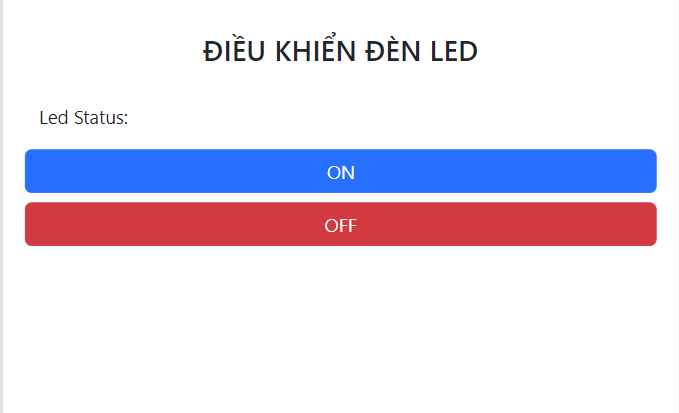 ĐIỀU KHIỂN ĐÈN LED
Led Status:
ON
OFF